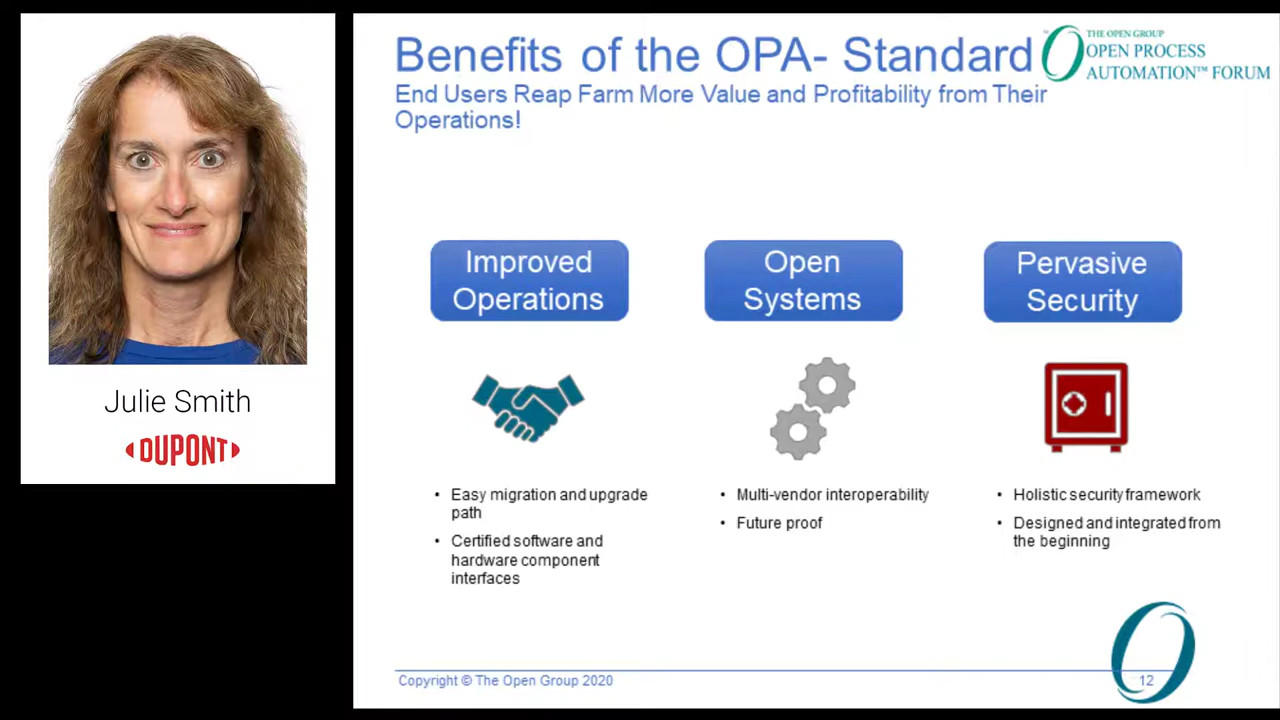 Julie Smith
DUPONT
Benefits of the OPA- Standard
End Users Reap Farm More Value and Profitability from Their
Operations!
THE OPEN GROUP
OPEN PROCESS
AUTOMATION™ FORUM
Improved
Operations
Open
Systems
Pervasive
Security
• Easy migration and upgrade
path
• Certified software and
hardware component
interfaces
• Multi-vendor interoperability
• Future proof
• Holistic security framework
• Designed and integrated from
the beginning
Copyright © The Open Group 2020
12